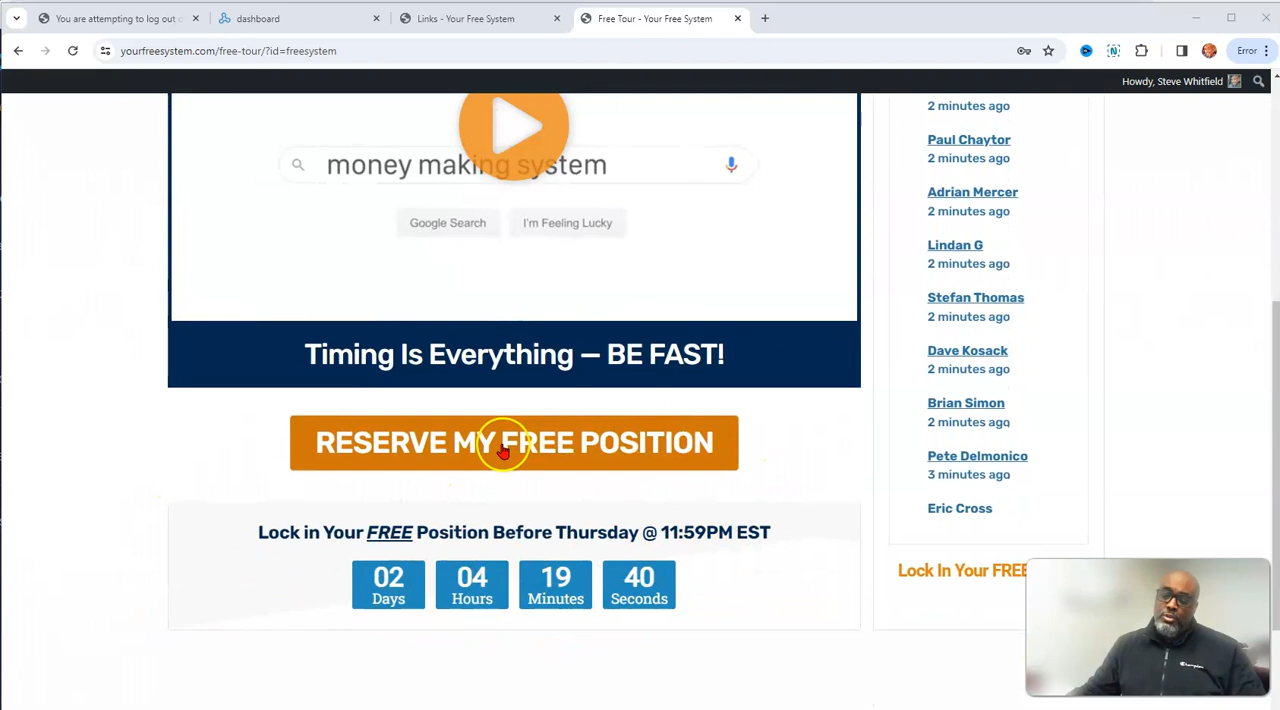 You are attempting to log out
dashboard
Links - Your Free System
Free Tour - Your Free System
yourfreesystem.com/free-tour/?id=freesystem
Error
Howdy, Steve Whitfield
money making system
Google Search
I'm Feeling Lucky
Timing Is Everything — BE FAST!
RESERVE MY FREE POSITION
Lock in Your FREE Position Before Thursday @ 11:59PM EST
02 04 19 40
Days Hours Minutes Seconds
2 minutes ago
Paul Chaytor
2 minutes ago
Adrian Mercer
2 minutes ago
Lindan G
2 minutes ago
Stefan Thomas
2 minutes ago
Dave Kosack
2 minutes ago
Brian Simon
2 minutes ago
Pete Delmonico
3 minutes ago
Eric Cross
Lock In Your FREE
Champion